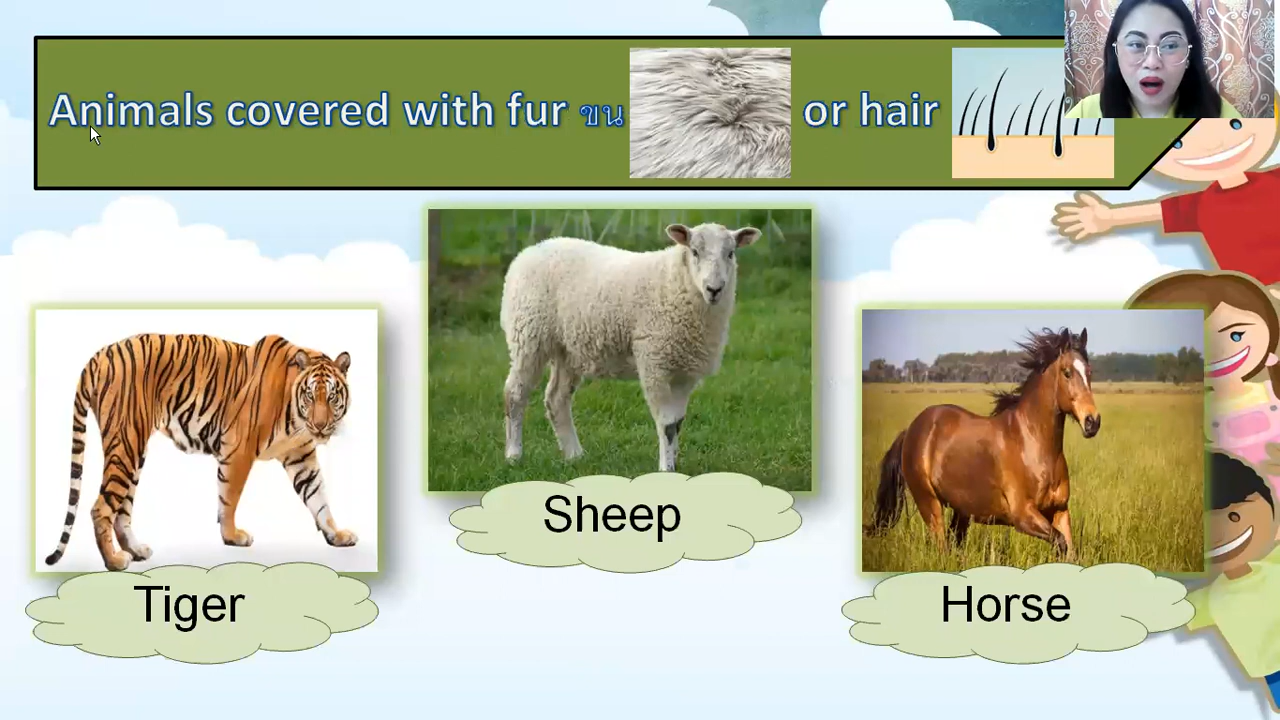 Animals covered with fur ขน or hair
Sheep
Tiger
Horse